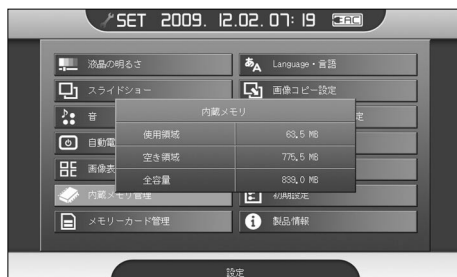 SET 2009. 12.02. 07: 19 AC
液晶の明るさ
あA Language・言語
スライドショー
画像コピー設定
音
定
自動電
画像表
内蔵メモリ
使用領域 63.5 MB
空き領域 775.5 MB
全容量 839.0 MB
内蔵メモリ管理
初期設定
メモリーカード管理
製品情報
設定